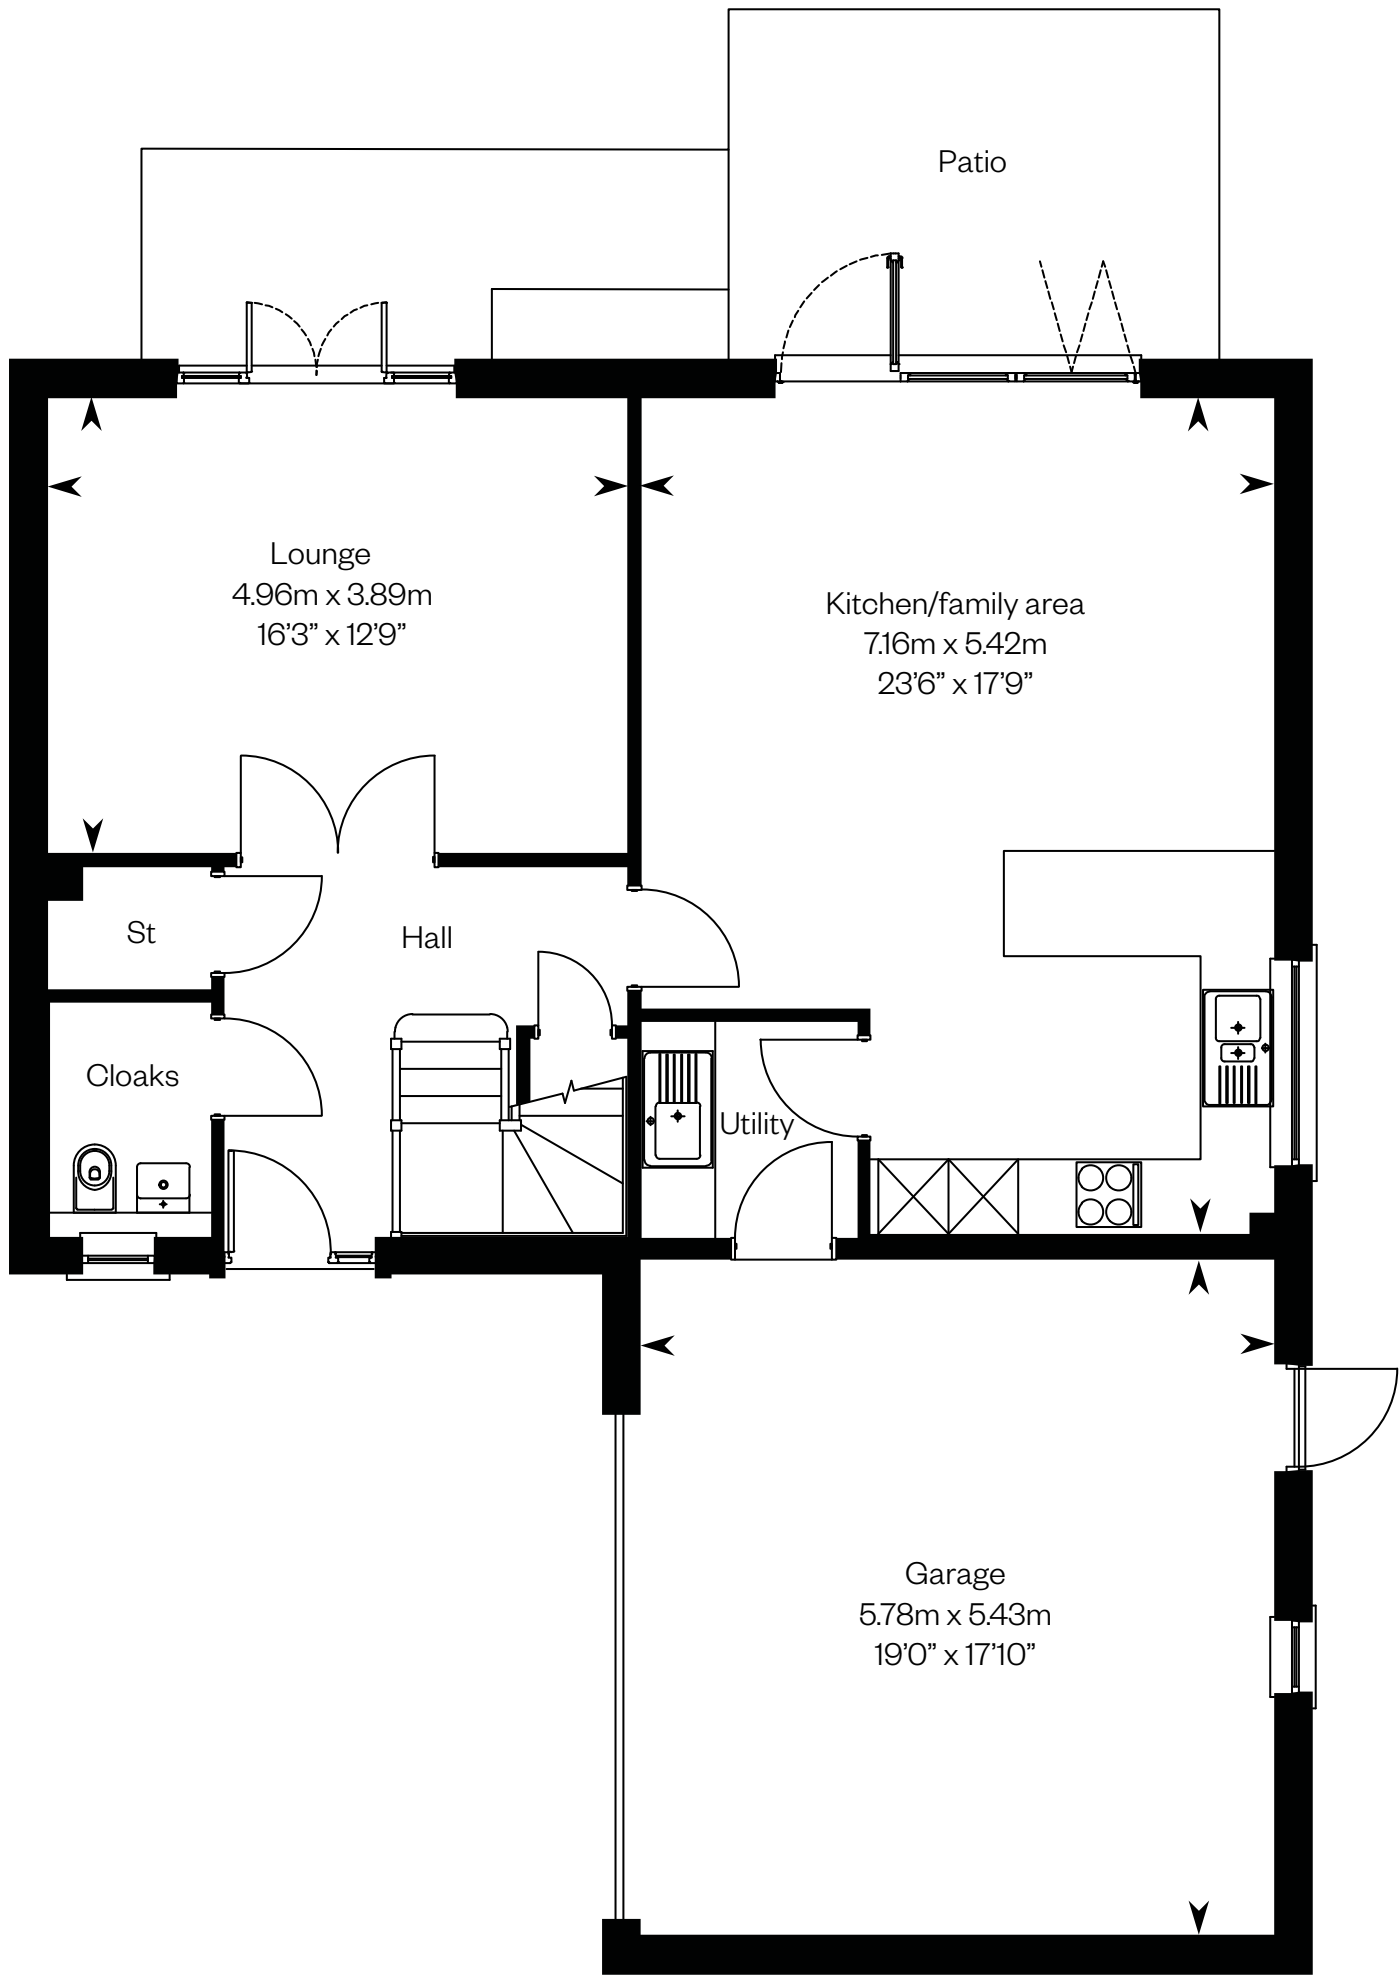 Patio
Lounge
4.96m x 3.89m
16’3” x 12’9”
Kitchen/family area
7.16m x 5.42m
23’6” x 17’9”
St
Hall
Cloaks
Utility
Garage
5.78m x 5.43m
19’0” x 17’10”